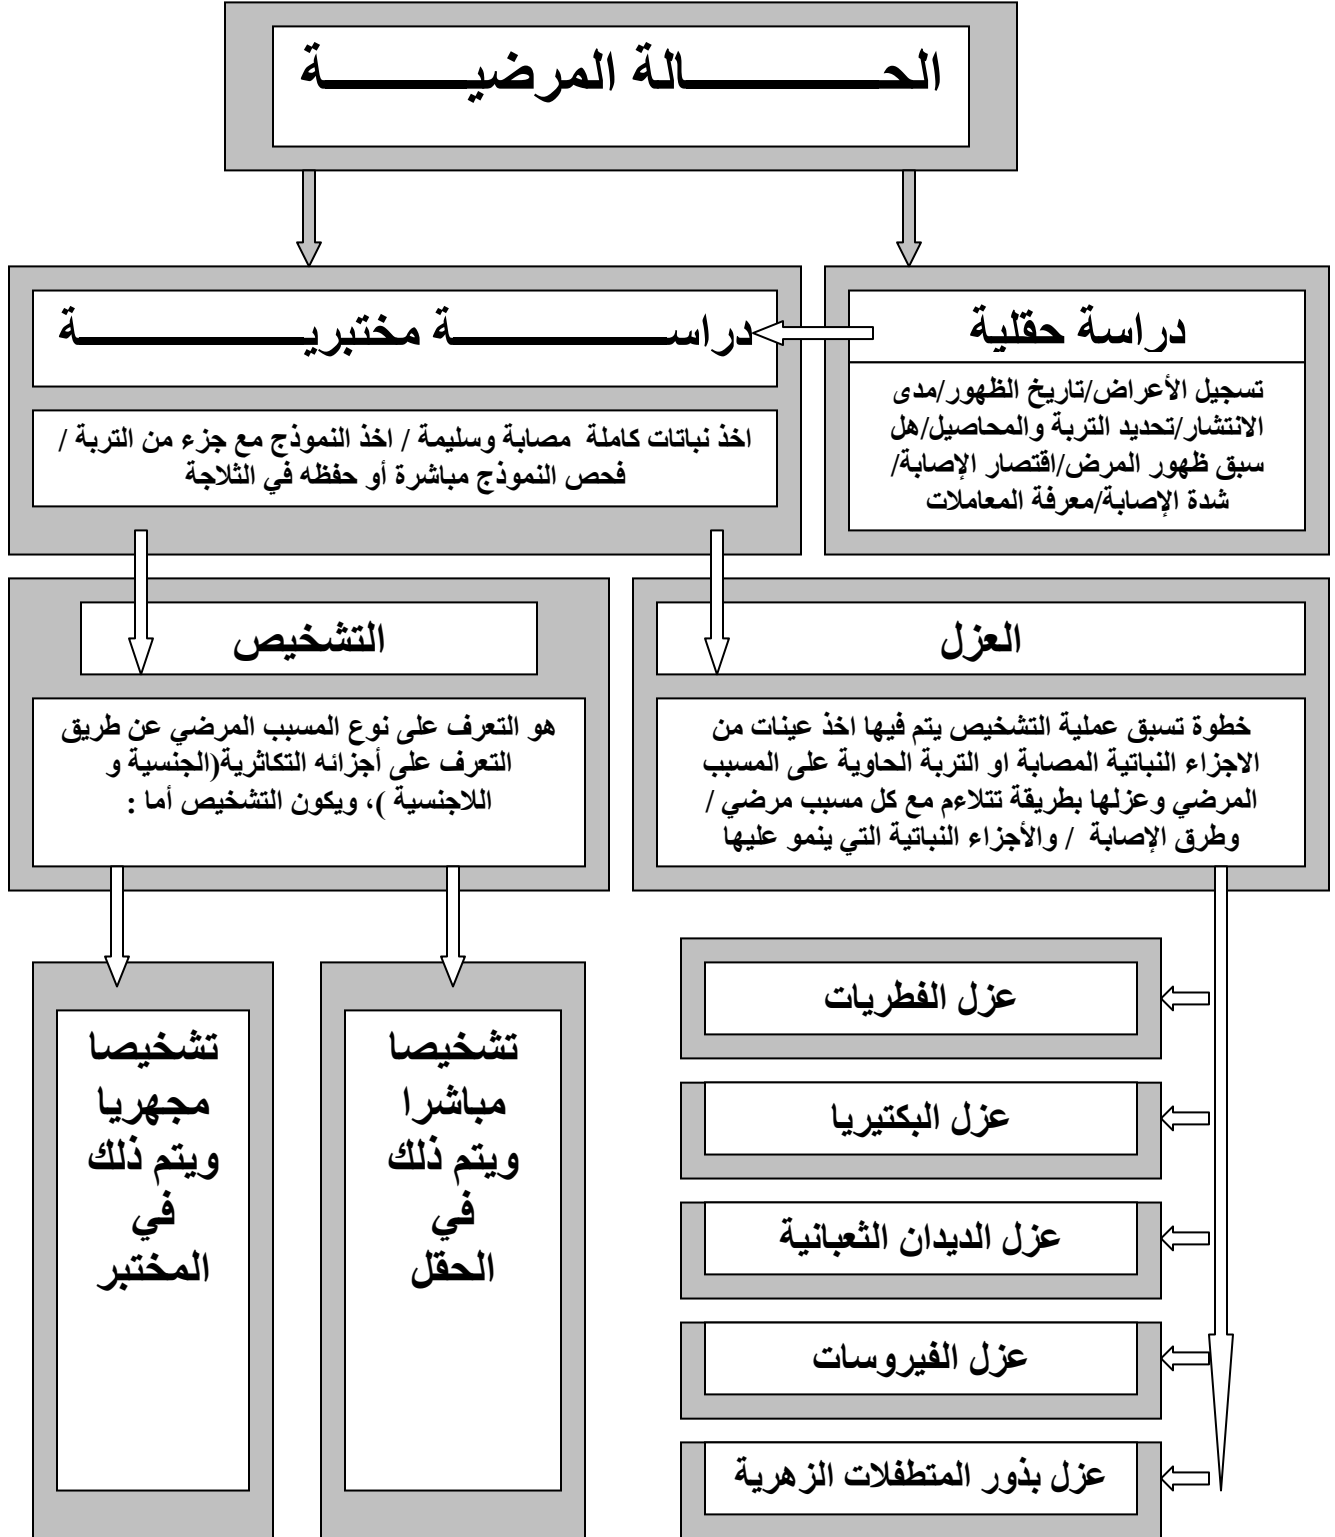 الحـــــــــــــالة المرضيـــــــــــة
دراسة حقلية
تسجيل الأعراض/تاريخ الظهور/مدى
الانتشار/تحديد التربة والمحاصيل/هل
سبق ظهور المرض/اقتصار الإصابة/
شدة الإصابة/معرفة المعاملات
دراســـــــــــــــــة مختبريـــــــــــــــــــة
اخذ نباتات كاملة مصابة وسليمة / اخذ النموذج مع جزء من التربة /
فحص النموذج مباشرة أو حفظه في الثلاجة
العزل
خطوة تسبق عملية التشخيص يتم فيها اخذ عينات من
الاجزاء النباتية المصابة او التربة الحاوية على المسبب
المرضي وعزلها بطريقة تتلاءم مع كل مسبب مرضي /
وطرق الإصابة / والأجزاء النباتية التي ينمو عليها
التشخيص
هو التعرف على نوع المسبب المرضي عن طريق
التعرف على أجزائه التكاثرية(الجنسية و
اللاجنسية )، ويكون التشخيص أما :
عزل الفطريات
عزل البكتيريا
عزل الديدان الثعبانية
عزل الفيروسات
عزل بذور المتطفلات الزهرية
تشخيصا
مباشرا
ويتم ذلك
في
الحقل
تشخيصا
مجهريا
ويتم ذلك
في
المختبر